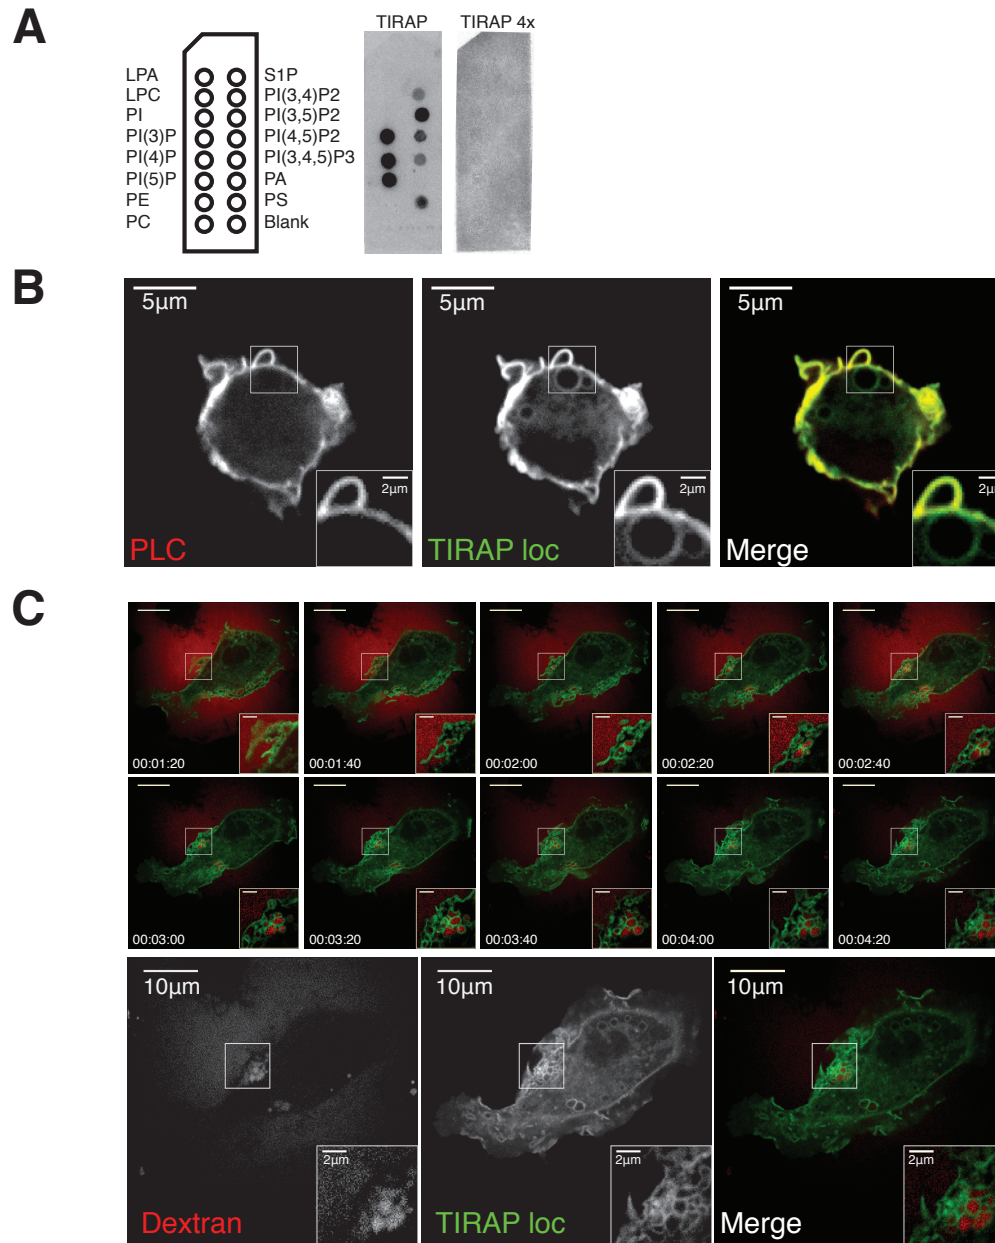 A
TIRAP
TIRAP 4x
LPA
S1P
LPC
PI(3,4)P2
PI
PI(3,5)P2
PI(3)P
PI(4,5)P2
PI(4)P
PI(3,4,5)P3
PI(5)P
PA
PE
PS
PC
Blank
B
5µm
5µm
5µm
2µm
2µm
2µm
PLC
TIRAP loc
Merge
C
00:01:20
00:01:40
00:02:00
00:02:20
00:02:40
00:03:00
00:03:20
00:03:40
00:04:00
00:04:20
10µm
10µm
10µm
2µm
2µm
2µm
Dextran
TIRAP loc
Merge